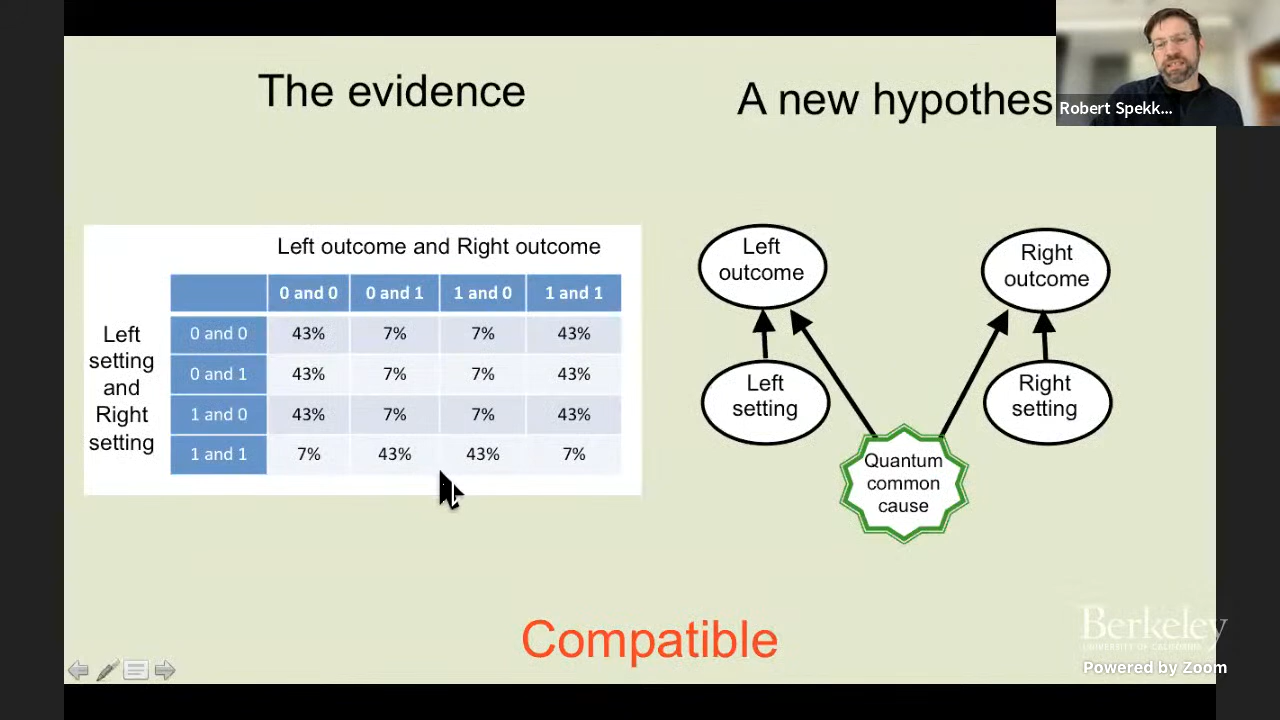 The evidence
A new hypothes
Robert Spekk...
Left outcome and Right outcome
0 and 0 0 and 1 1 and 0 1 and 1
Left
setting
and
Right
setting
0 and 0 43% 7% 7% 43%
0 and 1 43% 7% 7% 43%
1 and 0 43% 7% 7% 43%
1 and 1 7% 43% 43% 7%
Left
outcome
Right
outcome
Left
setting
Right
setting
Quantum
common
cause
Compatible
Berkeley
UNIVERSITY OF CALIFORNIA
Powered by Zoom